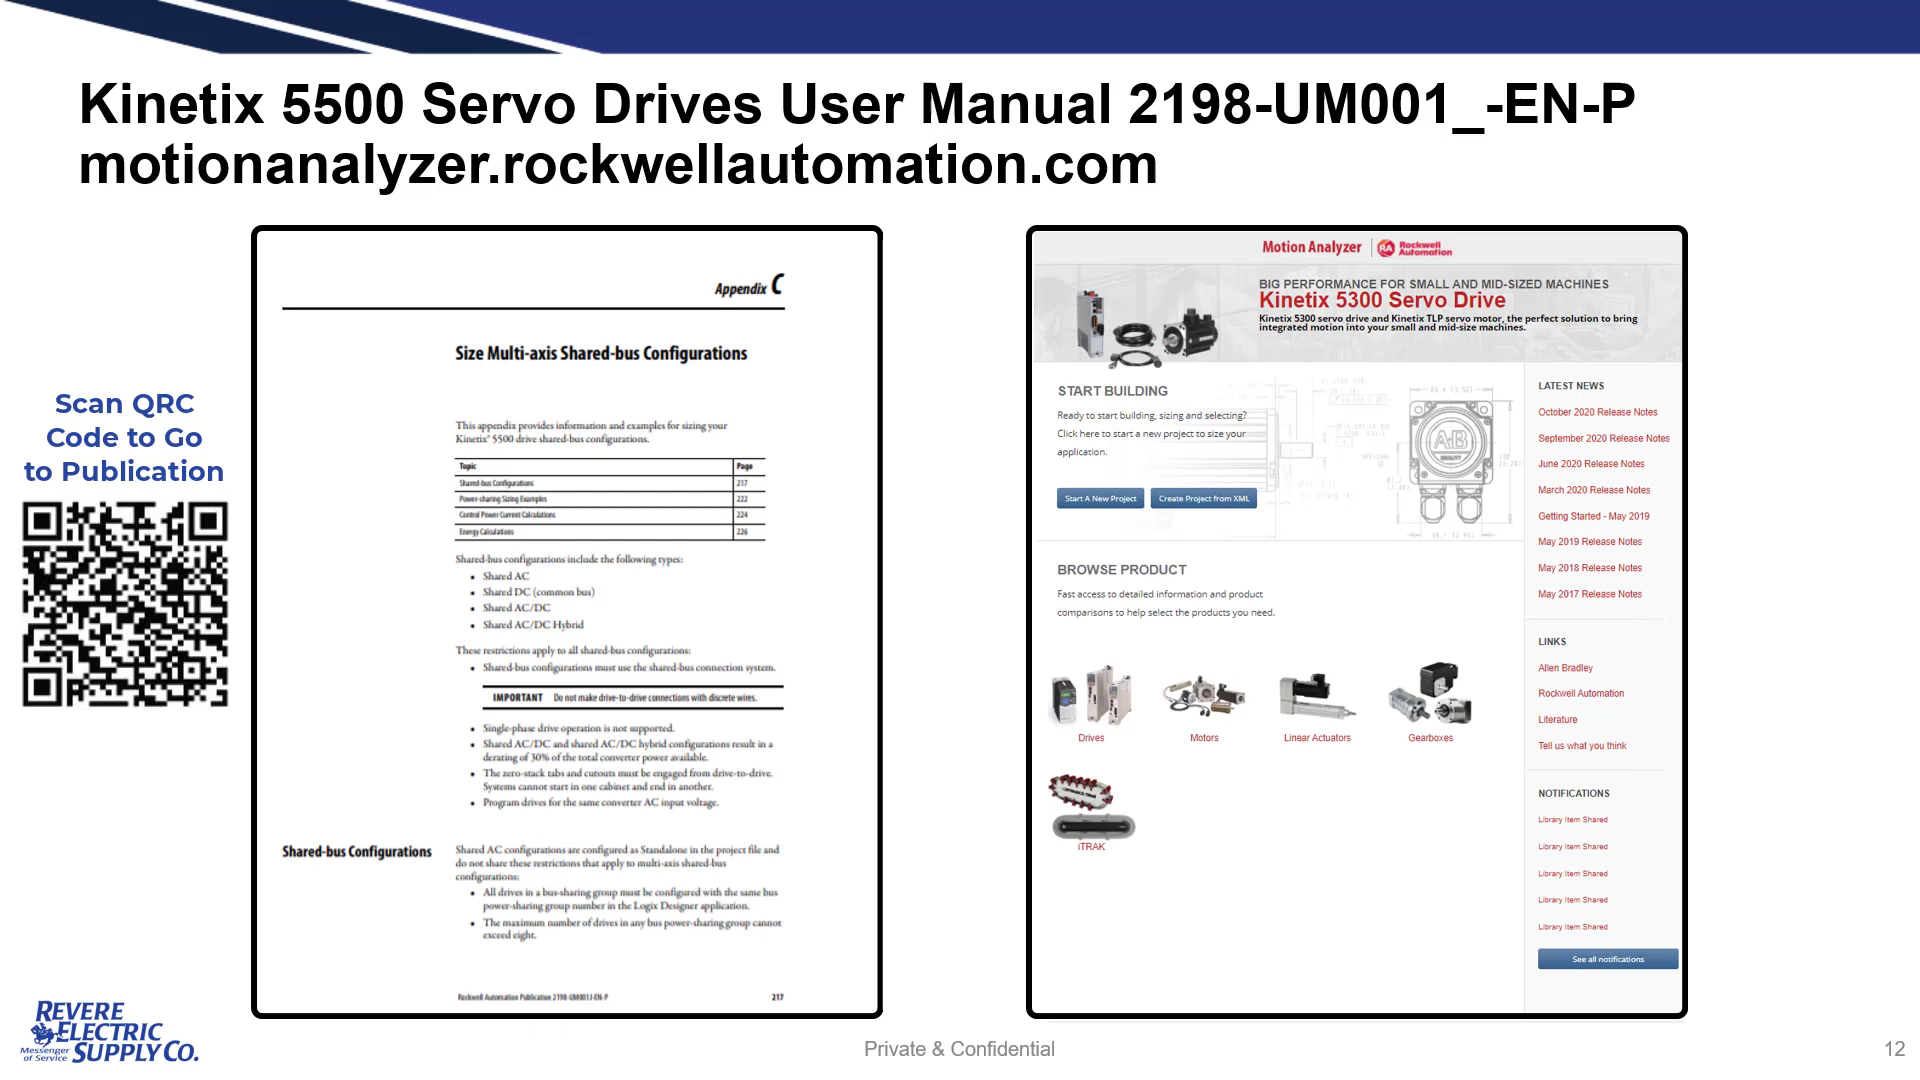 Kinetix 5500 Servo Drives User Manual 2198-UM001_-EN-P
motionanalyzer.rockwellautomation.com
Scan QRC
Code to Go
to Publication
Appendix C
Size Multi-axis Shared-bus Configurations
This appendix provides information and examples for sizing your
Kinetix® 5500 drive shared-bus configurations.
Topic Page
Shared-bus Configurations 217
Power-sharing Sizing Examples 222
Control Power Current Calculations 224
Energy Calculations 226
Shared-bus configurations include the following types:
• Shared AC
• Shared DC (common bus)
• Shared AC/DC
• Shared AC/DC Hybrid
These restrictions apply to all shared-bus configurations:
• Shared-bus configurations must use the shared-bus connection system.
IMPORTANT Do not make drive-to-drive connections with discrete wires.
• Single-phase drive operation is not supported.
• Shared AC/DC and shared AC/DC hybrid configurations result in a
derating of 30% of the total converter power available.
• The zero-stack tabs and cutouts must be engaged from drive-to-drive.
Systems cannot start in one cabinet and end in another.
• Program drives for the same converter AC input voltage.
Shared-bus Configurations
Shared AC configurations are configured as Standalone in the project file and
do not share these restrictions that apply to multi-axis shared-bus
configurations:
• All drives in a bus-sharing group must be configured with the same bus
power-sharing group number in the Logix Designer application.
• The maximum number of drives in any bus power-sharing group cannot
exceed eight.
Rockwell Automation Publication 2198-UM001J-EN-P 217
Motion Analyzer
RA Rockwell
Automation
BIG PERFORMANCE FOR SMALL AND MID-SIZED MACHINES
Kinetix 5300 Servo Drive
Kinetix 5300 servo drive and Kinetix TLP servo motor, the perfect solution to bring
integrated motion into your small and mid-size machines.
START BUILDING
Ready to start building, sizing and selecting?
Click here to start a new project to size your
application.
Start A New Project Create Project from XML
BROWSE PRODUCT
Fast access to detailed information and product
comparisons to help select the products you need.
Drives Motors Linear Actuators Gearboxes
iTRAK
LATEST NEWS
October 2020 Release Notes
September 2020 Release Notes
June 2020 Release Notes
March 2020 Release Notes
Getting Started - May 2019
May 2019 Release Notes
May 2018 Release Notes
May 2017 Release Notes
LINKS
Allen Bradley
Rockwell Automation
Literature
Tell us what you think
NOTIFICATIONS
Library Item Shared
Library Item Shared
Library Item Shared
Library Item Shared
Library Item Shared
See all notifications
REVERE
ELECTRIC
SUPPLY CO.
Messenger
of Service
Private & Confidential
12